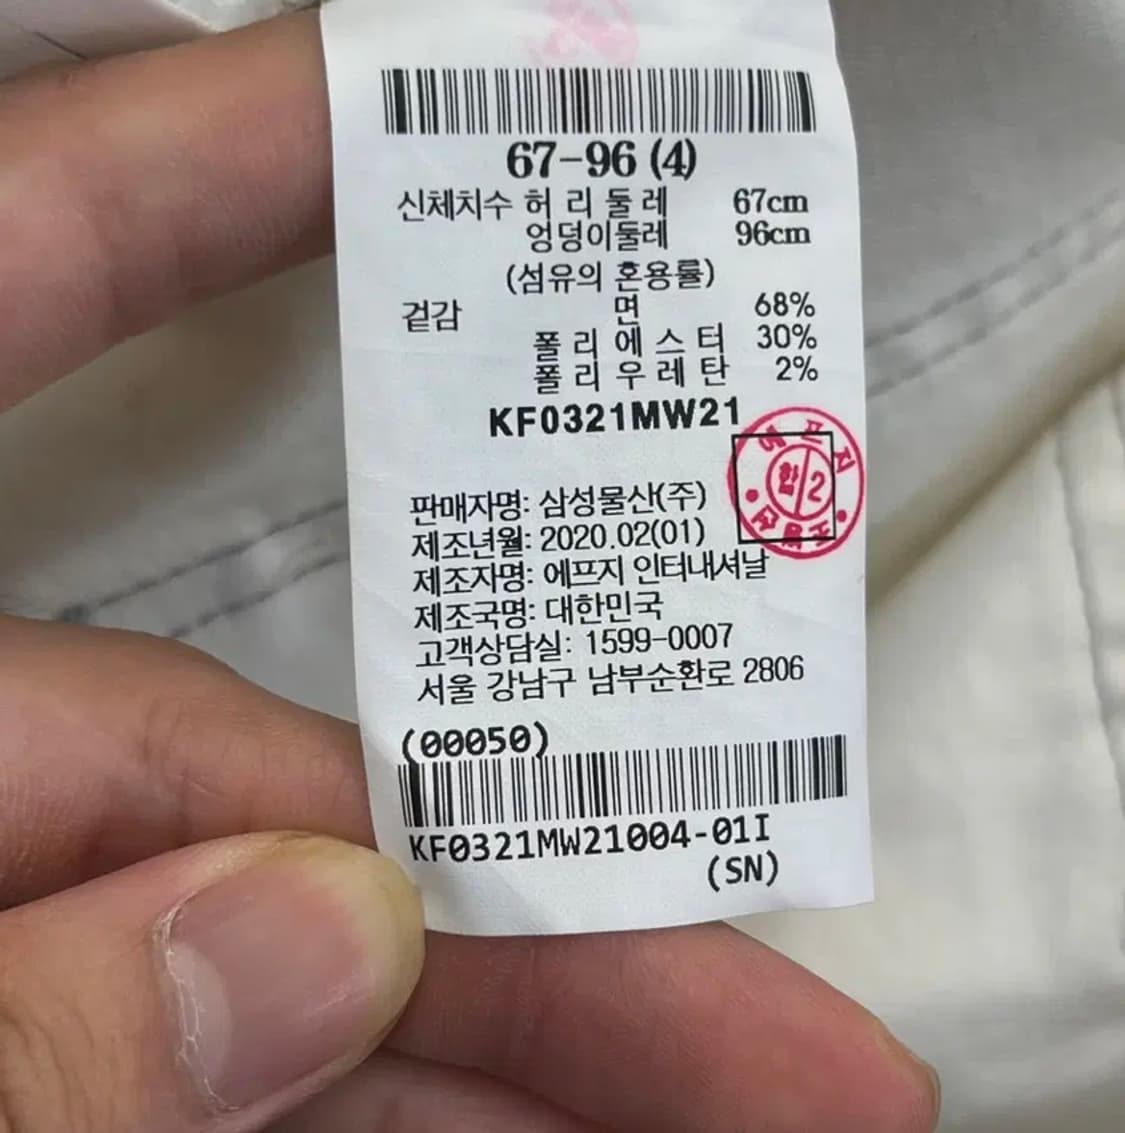 67-96 (4)
신체치수 허 리 둘 레 67cm
엉덩이둘레 96cm
(섬유의 혼용률)
겉감 면 68%
폴 리 에 스 터 30%
폴 리 우 레 탄 2%
KF0321MW21
합 2
판매자명: 삼성물산(주)
제조년월: 2020.02(01)
제조자명: 에프지 인터내셔날
제조국명: 대한민국
고객상담실: 1599-0007
서울 강남구 남부순환로 2806
(00050)
KF0321MW21004-01I
(SN)